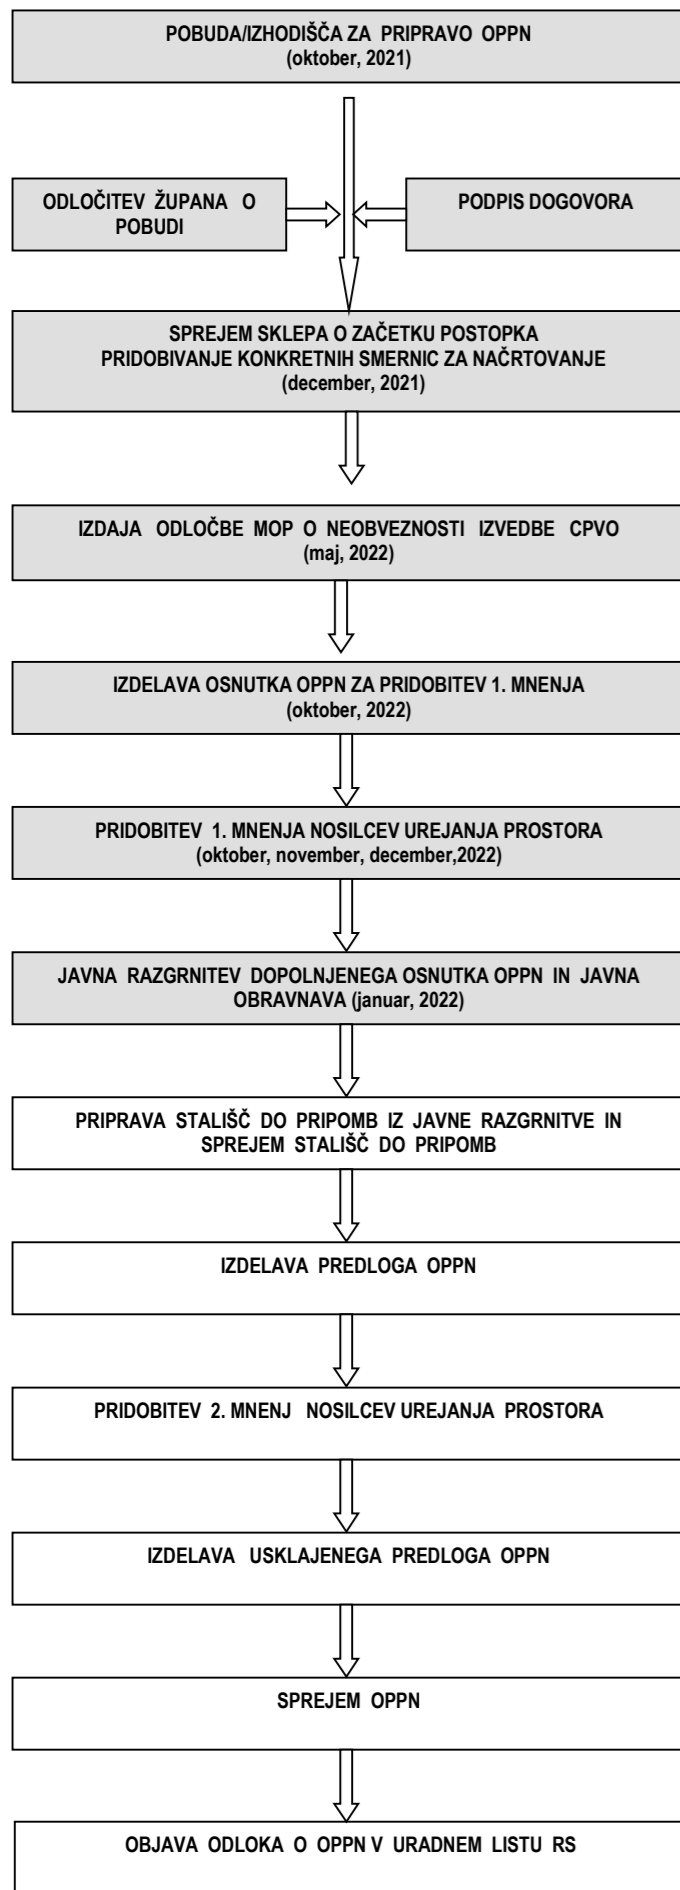 POBUDA/IZHODIŠČA ZA PRIPRAVO OPPN
(oktober, 2021)
ODLOČITEV ŽUPANA O
POBUDI
PODPIS DOGOVORA
SPREJEM SKLEPA O ZAČETKU POSTOPKA
PRIDOBIVANJE KONKRETNIH SMERNIC ZA NAČRTOVANJE
(december, 2021)
IZDAJA ODLOČBE MOP O NEOBVEZNOSTI IZVEDBE CPVO
(maj, 2022)
IZDELAVA OSNUTKA OPPN ZA PRIDOBITEV 1. MNENJA
(oktober, 2022)
PRIDOBITEV 1. MNENJA NOSILCEV UREJANJA PROSTORA
(oktober, november, december,2022)
JAVNA RAZGRNITEV DOPOLNJENEGA OSNUTKA OPPN IN JAVNA
OBRAVNAVA (januar, 2022)
PRIPRAVA STALIŠČ DO PRIPOMB IZ JAVNE RAZGRNITVE IN
SPREJEM STALIŠČ DO PRIPOMB
IZDELAVA PREDLOGA OPPN
PRIDOBITEV 2. MNENJ NOSILCEV UREJANJA PROSTORA
IZDELAVA USKLAJENEGA PREDLOGA OPPN
SPREJEM OPPN
OBJAVA ODLOKA O OPPN V URADNEM LISTU RS